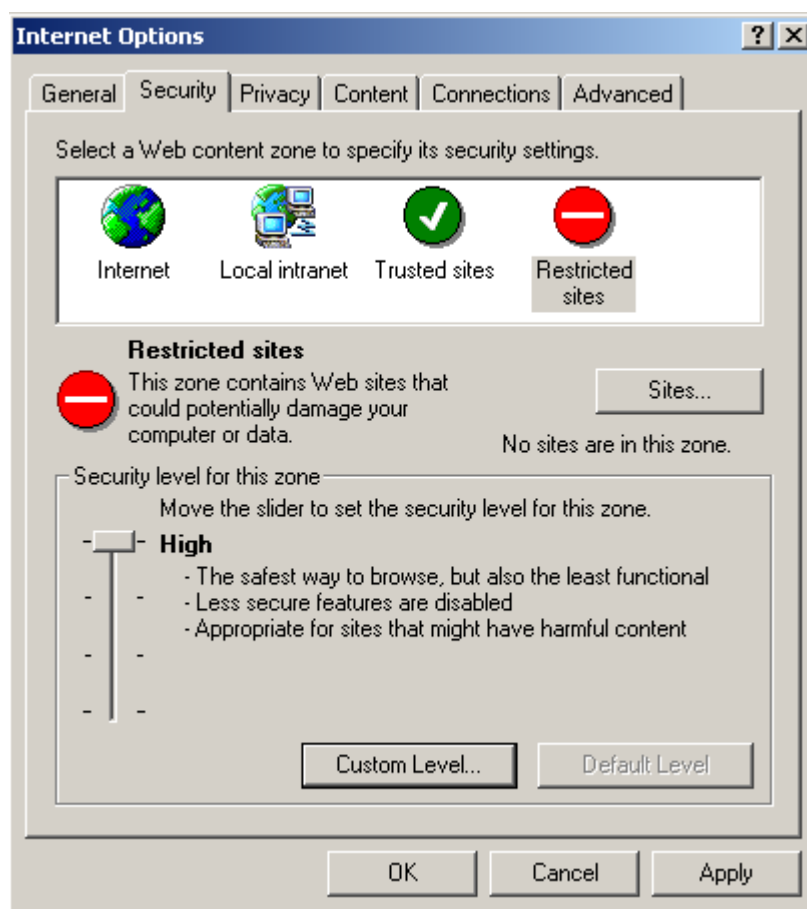 Internet Options
General Security Privacy Content Connections Advanced
Select a Web content zone to specify its security settings.
Internet Local intranet Trusted sites Restricted
sites
Restricted sites
This zone contains Web sites that
could potentially damage your
computer or data.
Sites...
No sites are in this zone.
Security level for this zone
Move the slider to set the security level for this zone.
High
- The safest way to browse, but also the least functional
- Less secure features are disabled
- Appropriate for sites that might have harmful content
Custom Level... Default Level
OK Cancel Apply